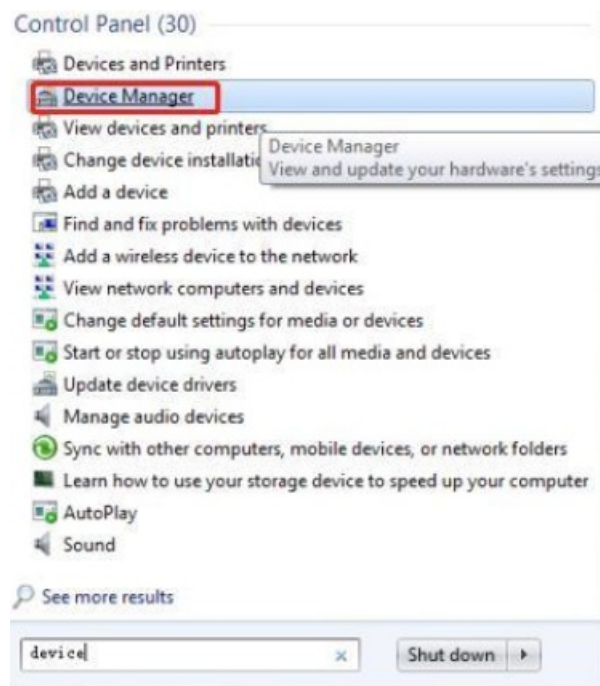 Control Panel (30)
Devices and Printers
Device Manager
View devices and printers
Device Manager
Change device installatio
View and update your hardware's settings
Add a device
Find and fix problems with devices
Add a wireless device to the network
View network computers and devices
Change default settings for media or devices
Start or stop using autoplay for all media and devices
Update device drivers
Manage audio devices
Sync with other computers, mobile devices, or network folders
Learn how to use your storage device to speed up your computer
AutoPlay
Sound
See more results
device
Shut down